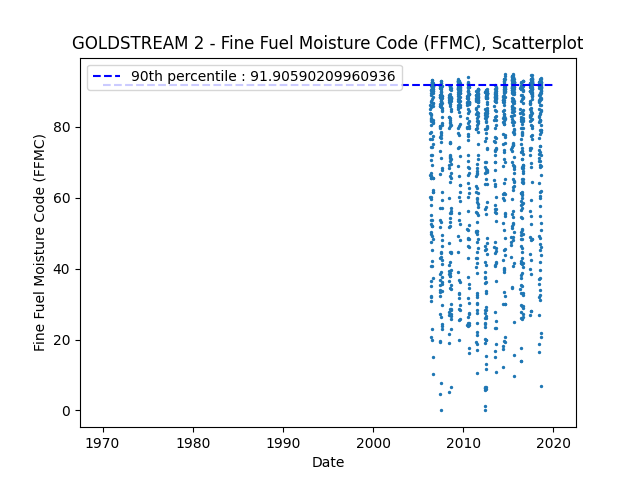 GOLDSTREAM 2 - Fine Fuel Moisture Code (FFMC), Scatterplot
90th percentile : 91.90590209960936
80
60
40
20
0
Fine Fuel Moisture Code (FFMC)
1970 1980 1990 2000 2010 2020
Date